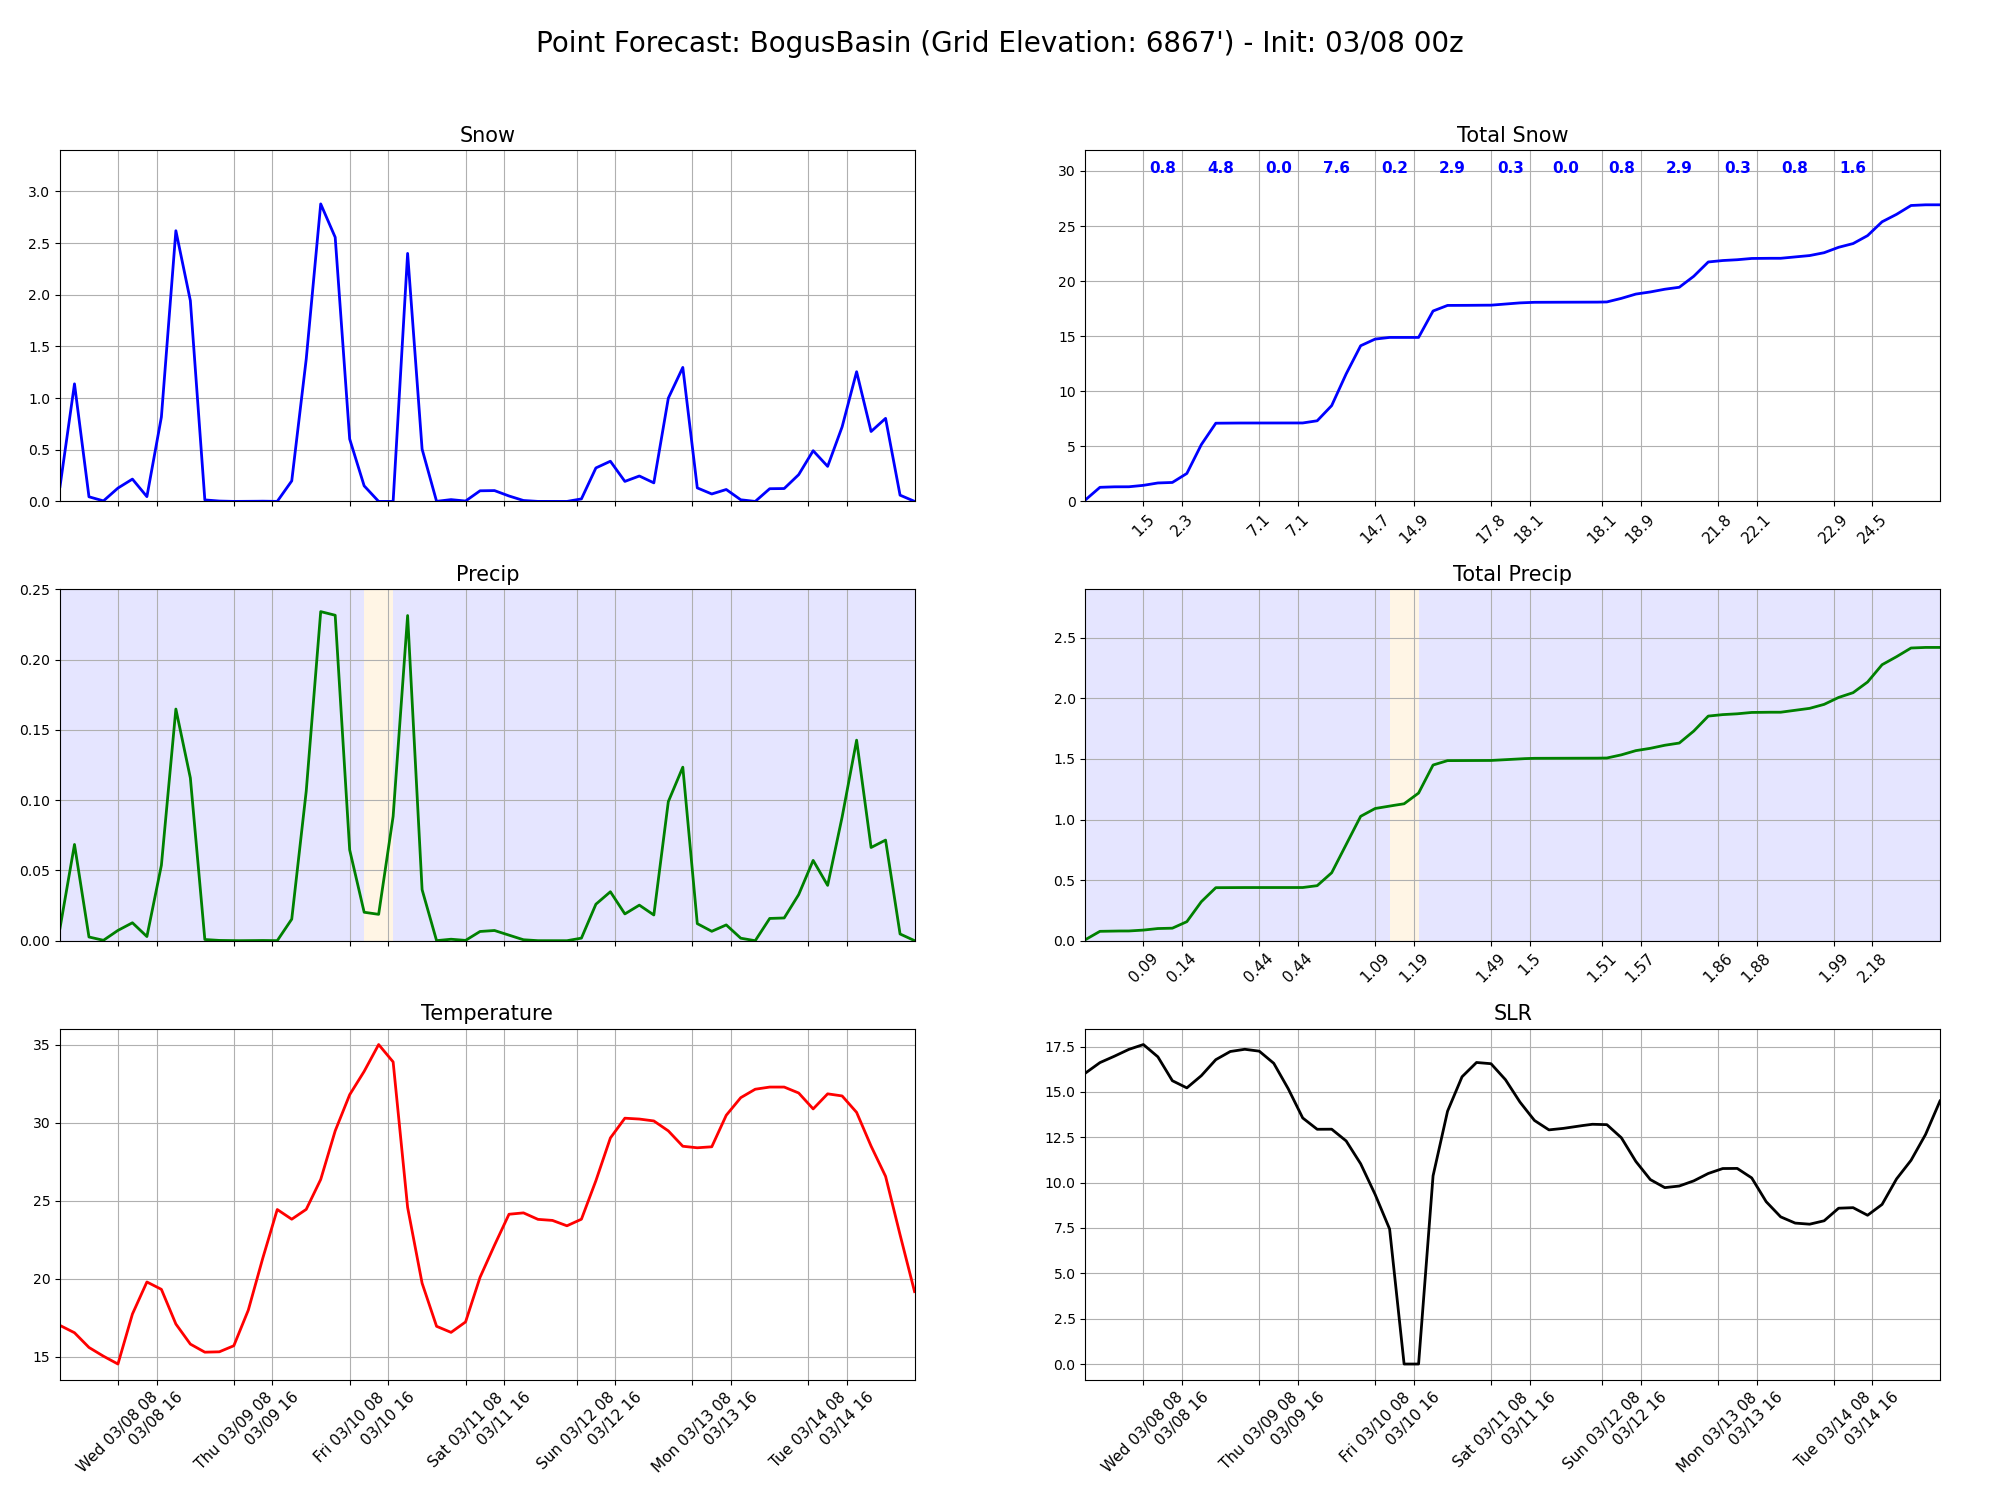 Point Forecast: BogusBasin (Grid Elevation: 6867') - Init: 03/08 00z
Snow
3.0
2.5
2.0
1.5
1.0
0.5
0.0
Total Snow
0.8 4.8 0.0 7.6 0.2 2.9 0.3 0.0 0.8 2.9 0.3 0.8 1.6
30
25
20
15
10
5
0
1.5 2.3 7.1 7.1 14.7 14.9 17.8 18.1 18.1 18.9 21.8 22.1 22.9 24.5
Precip
0.25
0.20
0.15
0.10
0.05
0.00
Total Precip
2.5
2.0
1.5
1.0
0.5
0.0
0.09 0.14 0.44 0.44 1.09 1.19 1.49 1.5 1.51 1.57 1.86 1.88 1.99 2.18
Temperature
35
30
25
20
15
Wed 03/08 08
03/08 16
Thu 03/09 08
03/09 16
Fri 03/10 08
03/10 16
Sat 03/11 08
03/11 16
Sun 03/12 08
03/12 16
Mon 03/13 08
03/13 16
Tue 03/14 08
03/14 16
SLR
17.5
15.0
12.5
10.0
7.5
5.0
2.5
0.0
Wed 03/08 08
03/08 16
Thu 03/09 08
03/09 16
Fri 03/10 08
03/10 16
Sat 03/11 08
03/11 16
Sun 03/12 08
03/12 16
Mon 03/13 08
03/13 16
Tue 03/14 08
03/14 16